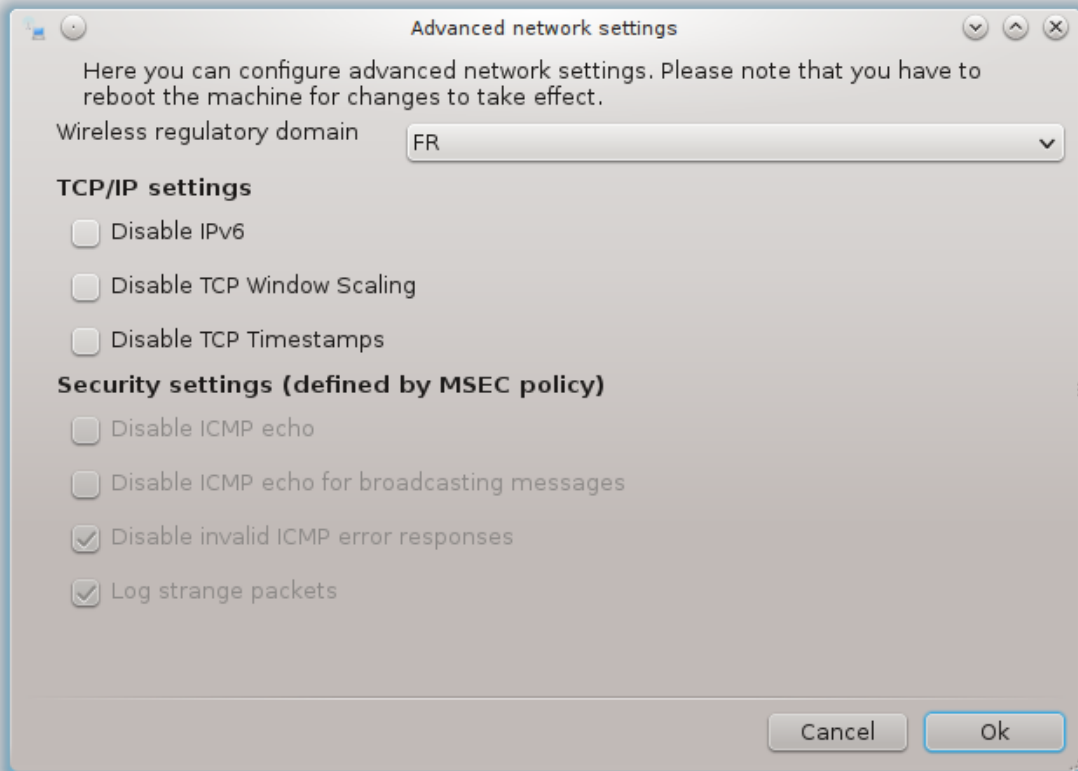 Advanced network settings
Here you can configure advanced network settings. Please note that you have to
reboot the machine for changes to take effect.
Wireless regulatory domain
FR
TCP/IP settings
Disable IPv6
Disable TCP Window Scaling
Disable TCP Timestamps
Security settings (defined by MSEC policy)
Disable ICMP echo
Disable ICMP echo for broadcasting messages
Disable invalid ICMP error responses
Log strange packets
Cancel
Ok